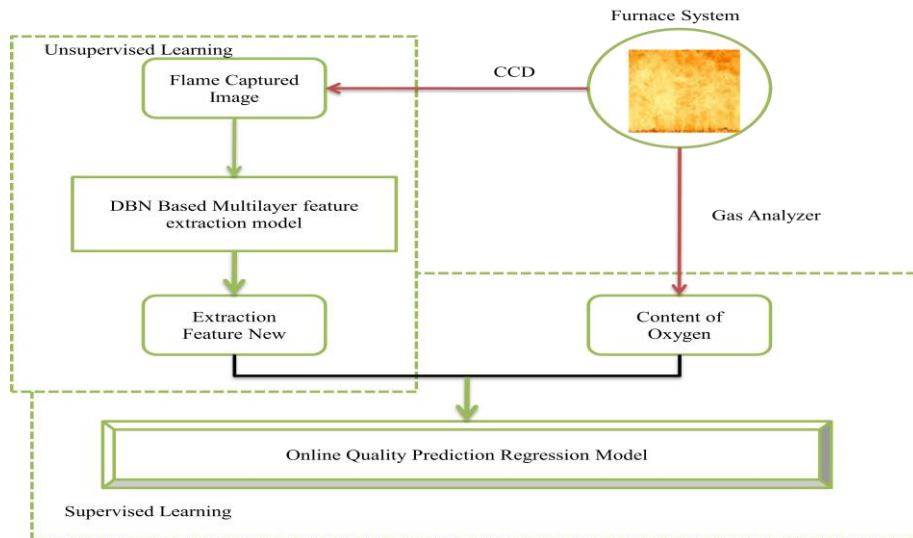 Furnace System
Unsupervised Learning
Flame Captured
Image
CCD
DBN Based Multilayer feature
extraction model
Gas Analyzer
Extraction
Feature New
Content of
Oxygen
Online Quality Prediction Regression Model
Supervised Learning